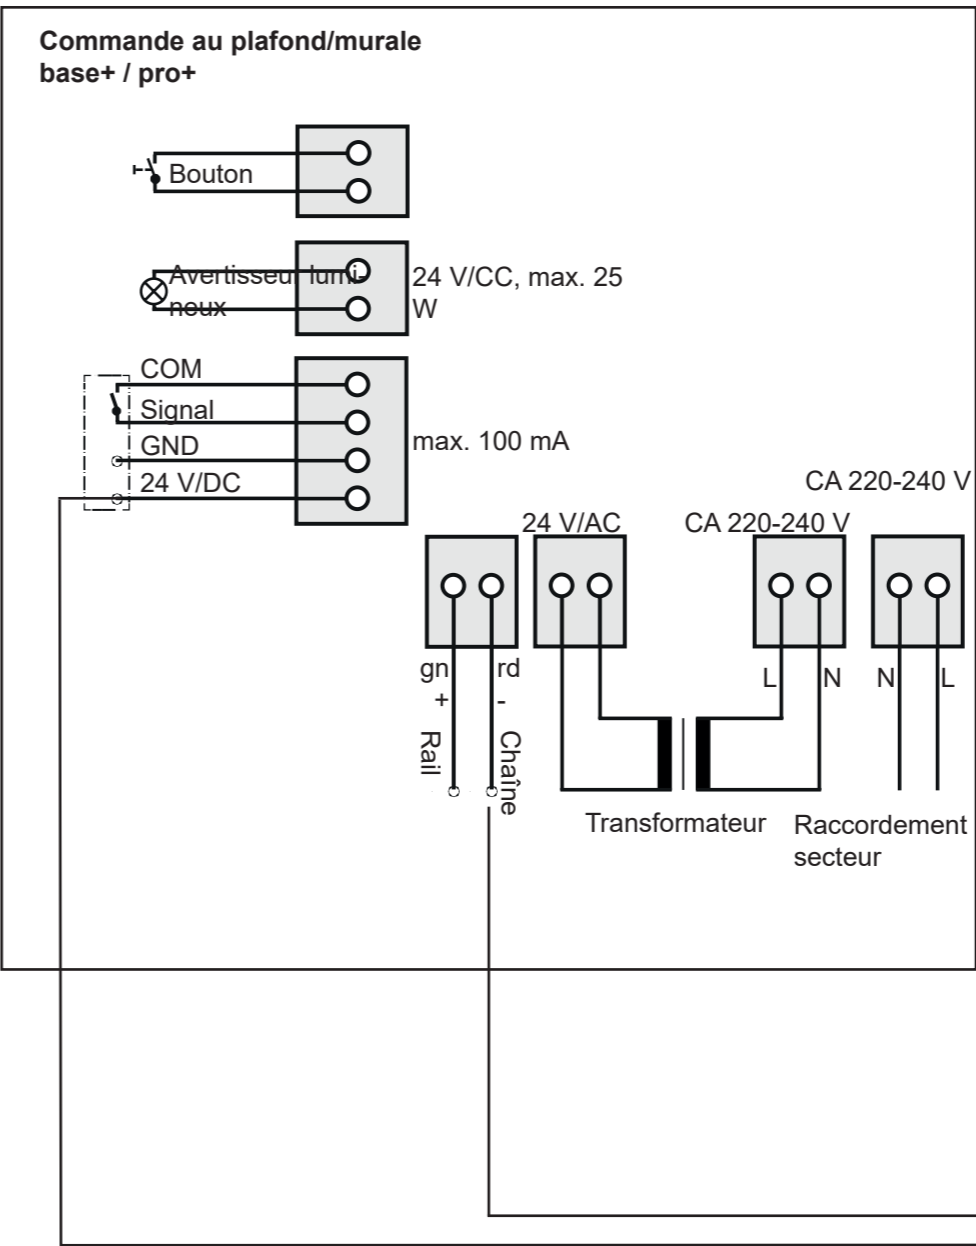 Commande au plafond/murale
base+ / pro+
Bouton
Avertisseur lumi-
neux
24 V/CC, max. 25
W
COM
Signal
GND
24 V/DC
max. 100 mA
CA 220-240 V
24 V/AC
CA 220-240 V
gn
rd
+
-
Rail
Chaîne
L
N
N
L
Transformateur
Raccordement
secteur